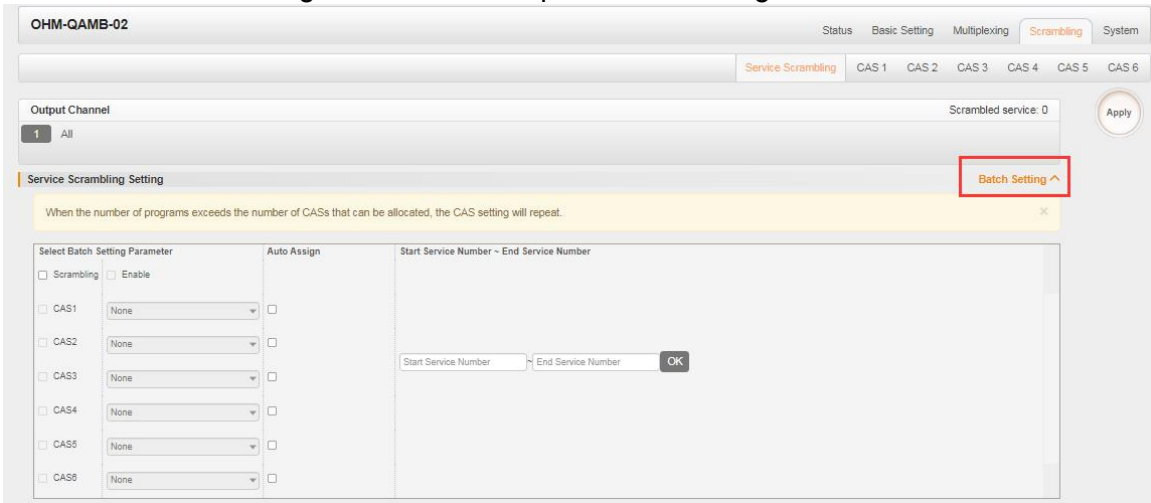 OHM-QAMB-02
Status Basic Setting Multiplexing Scrambling System
Service Scrambling CAS 1 CAS 2 CAS 3 CAS 4 CAS 5 CAS 6
Output Channel Scrambled service: 0
Apply
1 All
Service Scrambling Setting Batch Setting
When the number of programs exceeds the number of CASs that can be allocated, the CAS setting will repeat.
Select Batch Setting Parameter Auto Assign Start Service Number ~ End Service Number
Scrambling Enable
CAS1 None
CAS2 None
Start Service Number ~ End Service Number OK
CAS3 None
CAS4 None
CAS5 None
CAS6 None